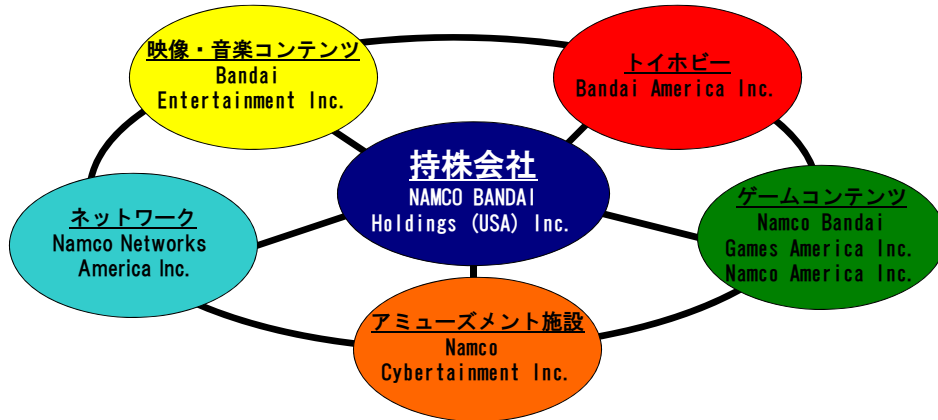 映像・音楽コンテンツ
Bandai
Entertainment Inc.
トイホビー
Bandai America Inc.
持株会社
NAMCO BANDAI
Holdings (USA) Inc.
ネットワーク
Namco Networks
America Inc.
ゲームコンテンツ
Namco Bandai
Games America Inc.
Namco America Inc.
アミューズメント施設
Namco
Cybertainment Inc.